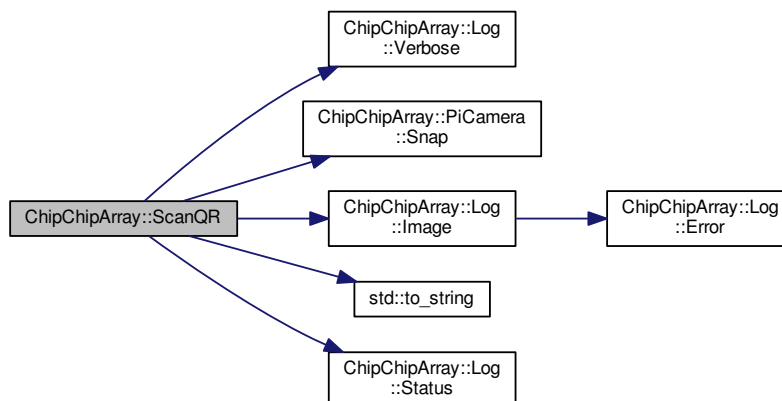 ChipChipArray::ScanQR
ChipChipArray::Log
::Verbose
ChipChipArray::PiCamera
::Snap
ChipChipArray::Log
::Image
ChipChipArray::Log
::Error
std::to_string
ChipChipArray::Log
::Status